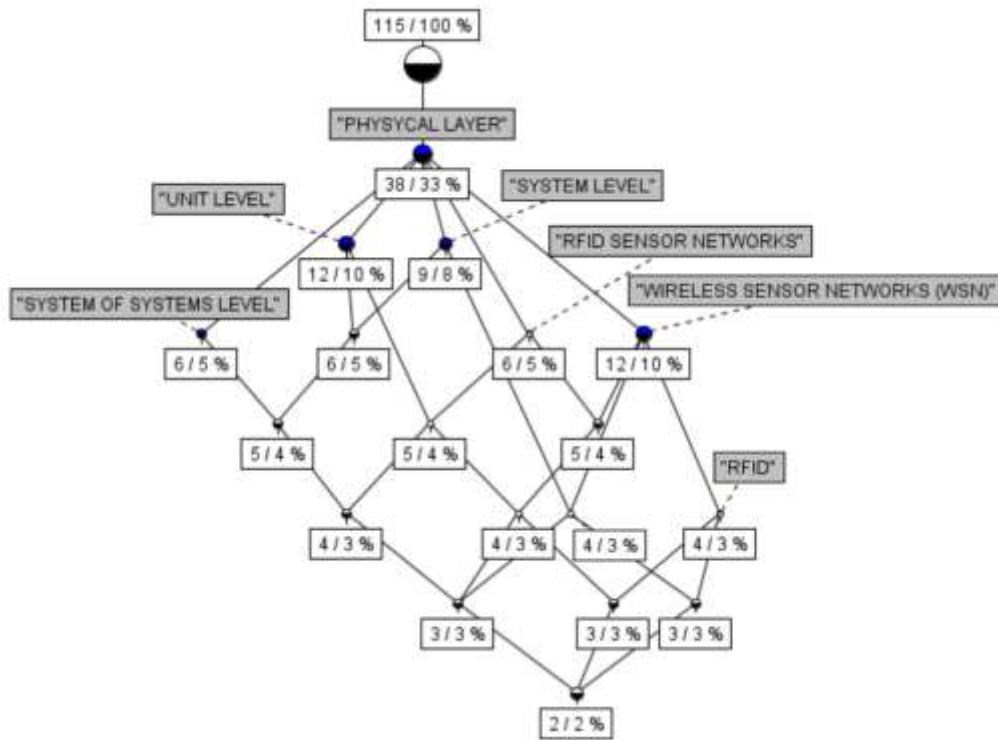 115 / 100 %
"PHYSYCAL LAYER"
38 / 33 %
"UNIT LEVEL"
"SYSTEM LEVEL"
"RFID SENSOR NETWORKS"
12 / 10 %
9 / 8 %
"SYSTEM OF SYSTEMS LEVEL"
"WIRELESS SENSOR NETWORKS (WSN)"
6 / 5 %
6 / 5 %
6 / 5 %
12 / 10 %
5 / 4 %
5 / 4 %
5 / 4 %
"RFID"
4 / 3 %
4 / 3 %
4 / 3 %
4 / 3 %
3 / 3 %
3 / 3 %
3 / 3 %
2 / 2 %